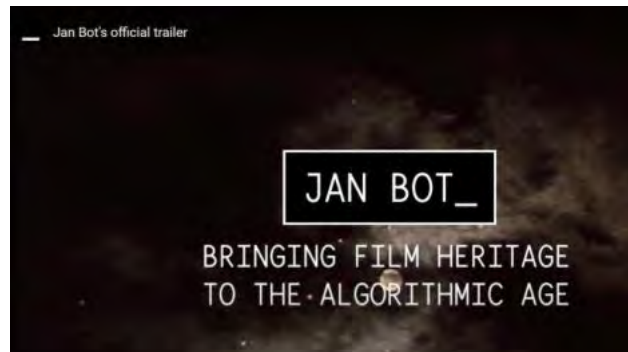 Jan Bot's official trailer
JAN BOT_
BRINGING FILM HERITAGE
TO THE ALGORITHMIC AGE